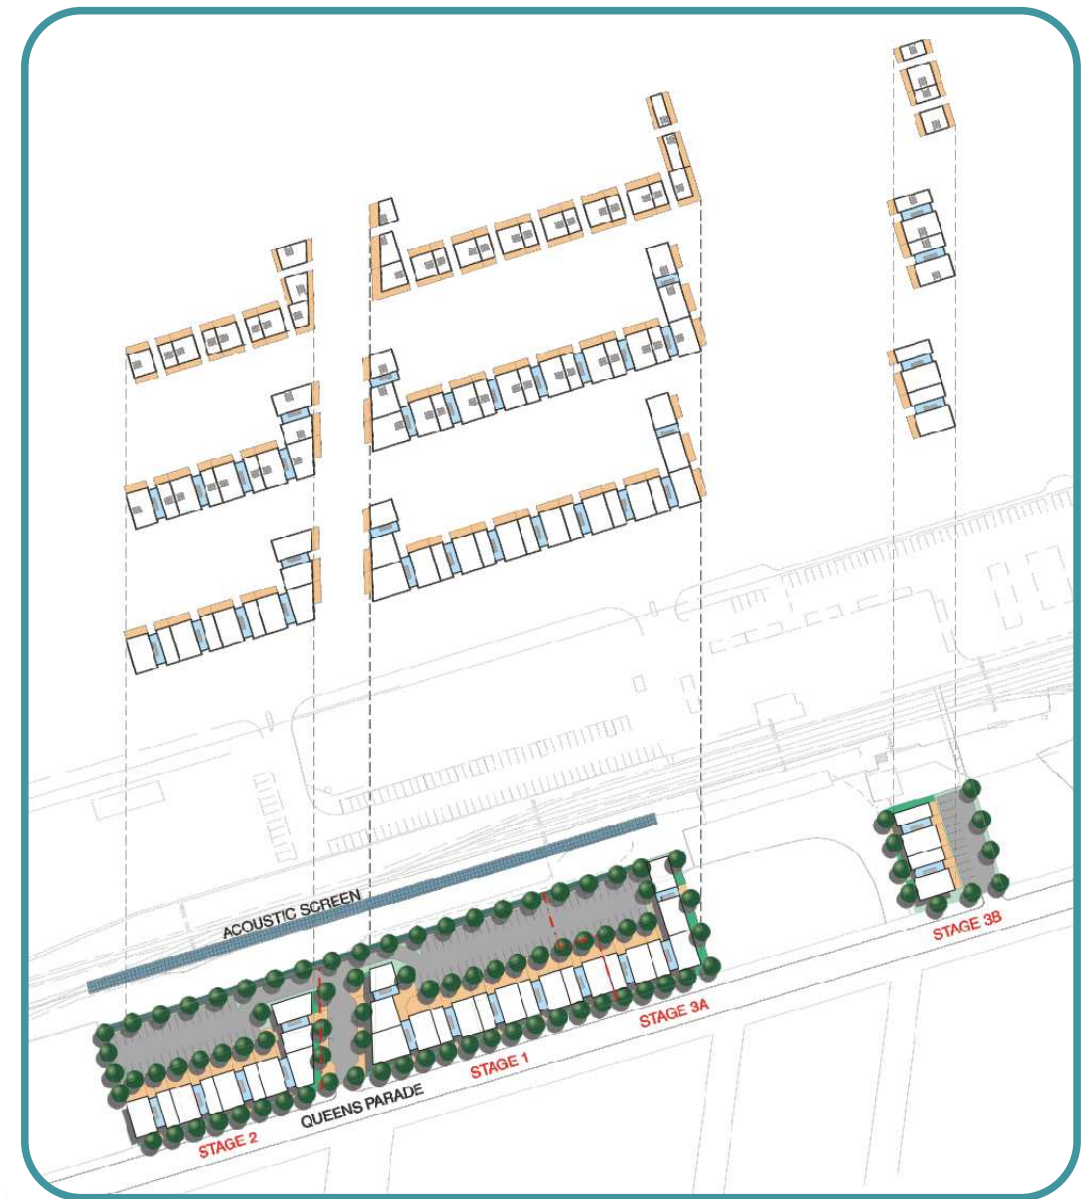 ACOUSTIC SCREEN
STAGE 3B
STAGE 3A
STAGE 1
QUEENS PARADE
STAGE 2